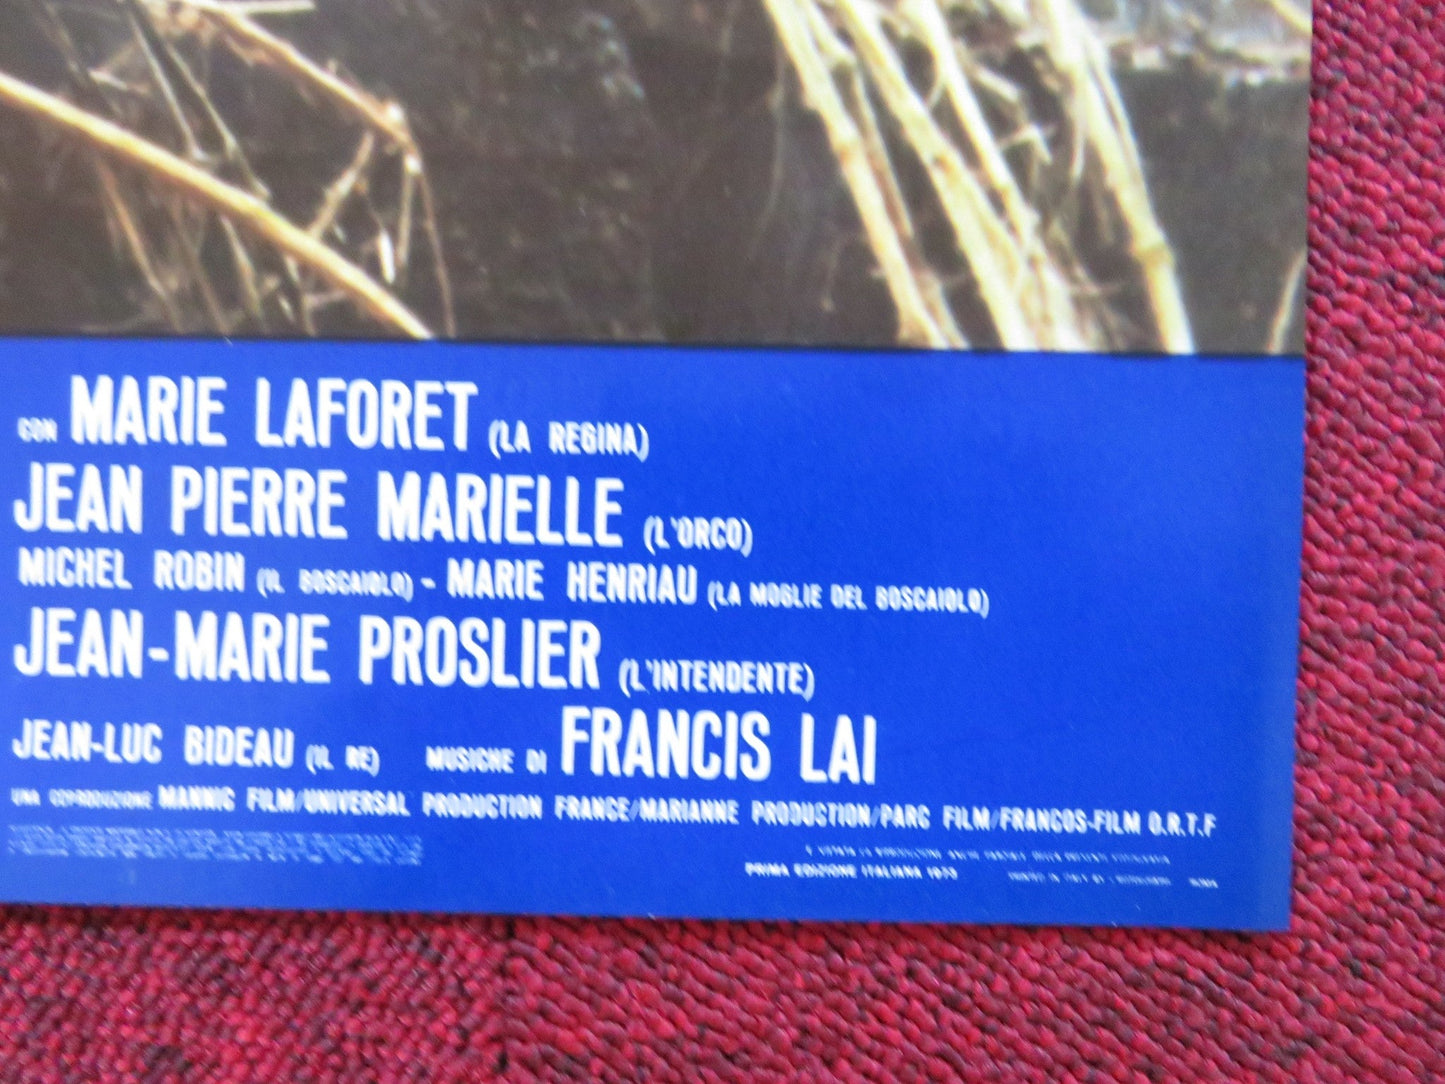 CON MARIE LAFORET (LA REGINA)
JEAN PIERRE MARIELLE (L'ORCO)
MICHEL ROBIN (IL BOSCAIOLO) - MARIE HENRIAU (LA MOGLIE DEL BOSCAIOLO)
JEAN-MARIE PROSLIER (L'INTENDENTE)
JEAN-LUC BIDEAU (IL RE) MUSICHE DI FRANCIS LAI
UNA COPRODUZIONE MANNIC FILM/UNIVERSAL PRODUCTION FRANCE/MARIANNE PRODUCTION/PARC FILM/FRANCOS-FILM O.R.T.F
PRIMA EDIZIONE ITALIANA 1973